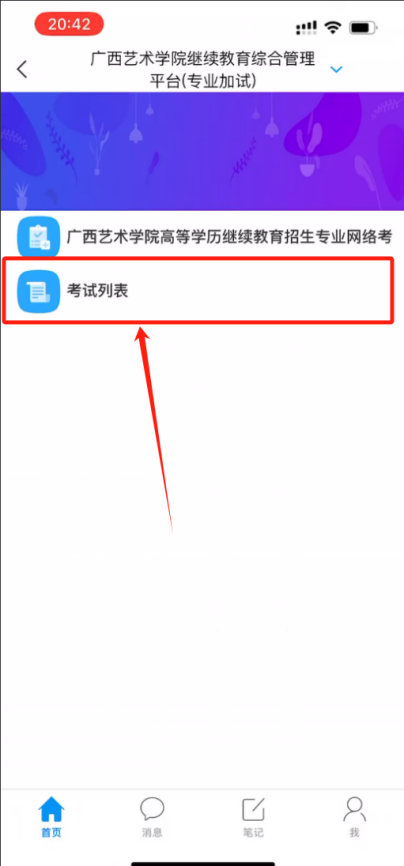 20:42
广西艺术学院继续教育综合管理
平台(专业加试)
广西艺术学院高等学历继续教育招生专业网络考
考试列表
首页
消息
笔记
我